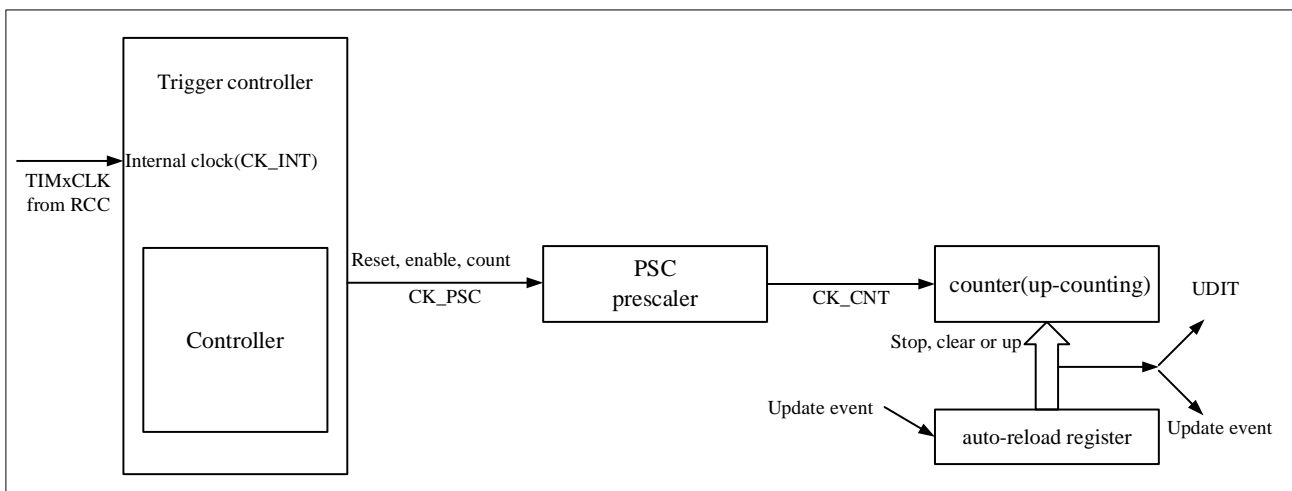 Trigger controller
Internal clock(CK_INT)
TIMxCLK
from RCC
Controller
Reset, enable, count
CK_PSC
PSC
prescaler
CK_CNT
counter(up-counting)
UDIT
Stop, clear or up
Update event
auto-reload register
Update event